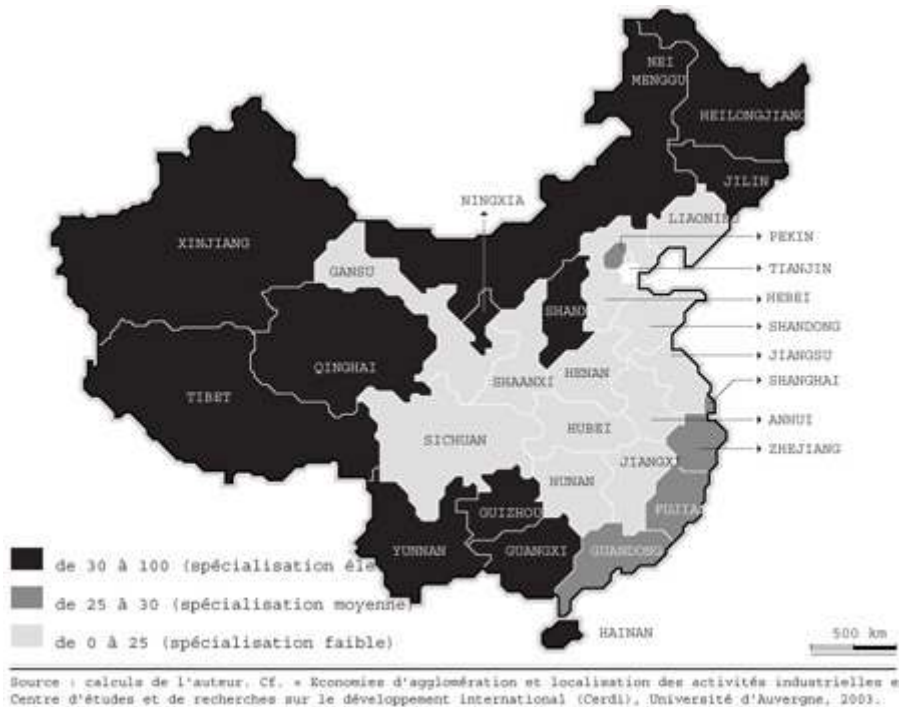 NEI
MENGGU
HEILONGJIANG
JILIN
NINGXIA
LIAONING
PEKIN
XINJIANG
GANSU
TIANJIN
HEBEI
SHANXI
SHANDONG
QINGHAI
JIANGSU
SHAANXI
HENAN
SHANGHAI
TIBET
ANHUI
HUBEI
SICHUAN
ZHEJIANG
JIANGXI
HUNAN
FUJIAN
GUIZHOU
YUNNAN
GUANGXI
GUANDONG
de 30 à 100 (spécialisation éle
de 25 à 30 (spécialisation moyenne)
de 0 à 25 (spécialisation faible)
HAINAN
500 km
Source : calculs de l'auteur. Cf. « Economies d'agglomération et localisation des activités industrielles e
Centre d'études et de recherches sur le développement international (Cerdi), Université d'Auvergne, 2003.